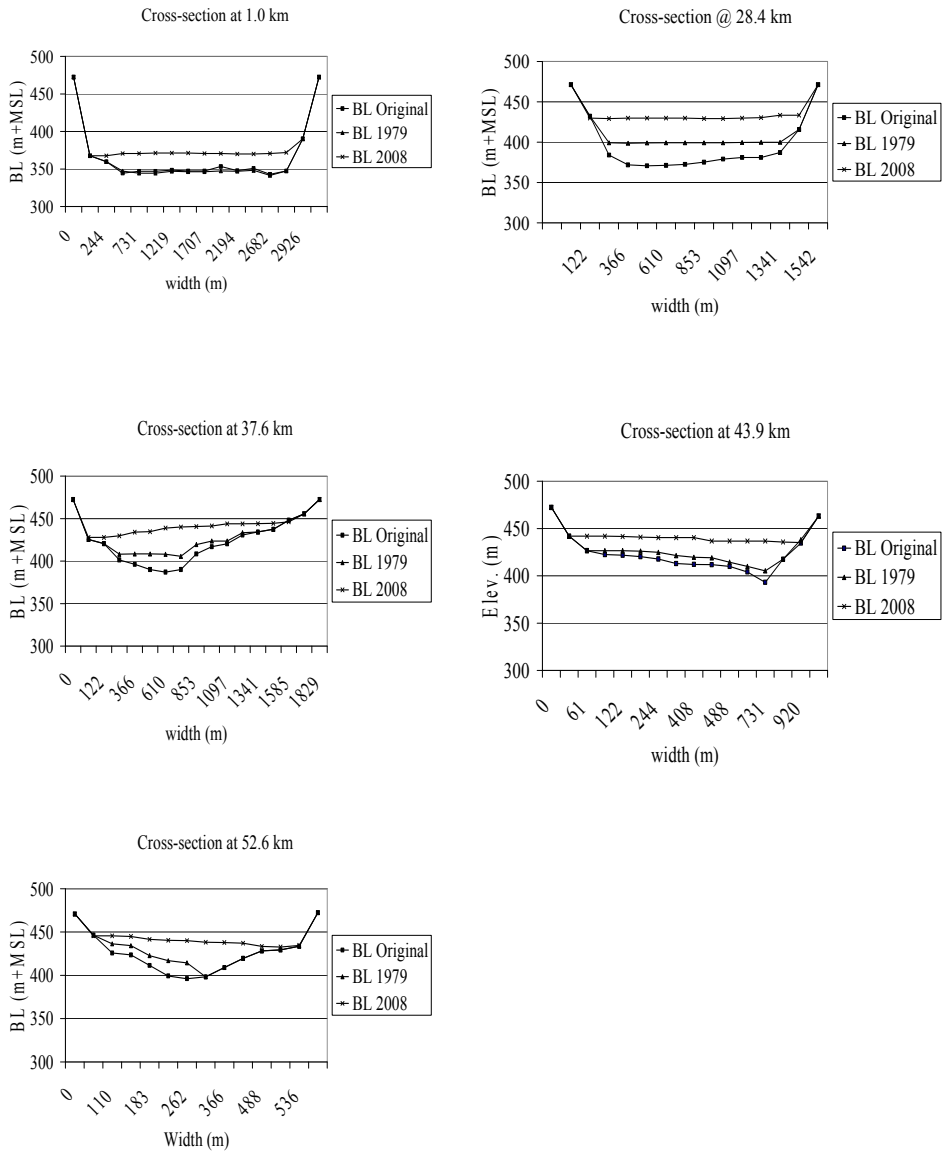 Cross-section at 1.0 km
500
450
400
350
300
BL (m+MSL)
0
244
731
1219
1707
2194
2682
2926
width (m)
BL Original
BL 1979
BL 2008
Cross-section @ 28.4 km
500
450
400
350
300
BL (m+MSL)
122
366
610
853
1097
1341
1542
width (m)
BL Original
BL 1979
BL 2008
Cross-section at 37.6 km
500
450
400
350
300
BL (m+MSL)
0
122
366
610
853
1097
1341
1585
1829
width (m)
BL Original
BL 1979
BL 2008
Cross-section at 43.9 km
500
450
400
350
300
Elev. (m)
0
61
122
244
408
488
731
920
width (m)
BL Original
BL 1979
BL 2008
Cross-section at 52.6 km
500
450
400
350
300
BL (m+MSL)
0
110
183
262
366
488
536
Width (m)
BL Original
BL 1979
BL 2008